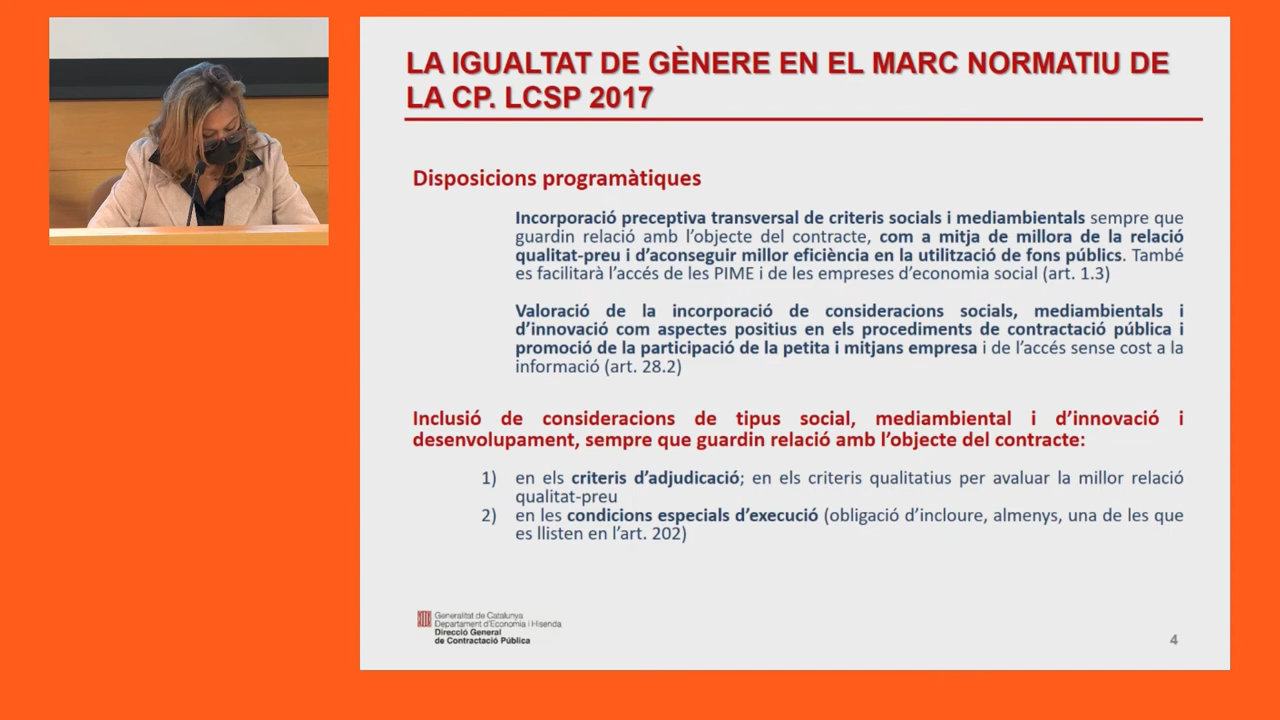 LA IGUALTAT DE GÈNERE EN EL MARC NORMATIU DE
LA CP. LCSP 2017
Disposicions programàtiques
Incorporació preceptiva transversal de criteris socials i mediambientals sempre que
guardin relació amb l’objecte del contracte, com a mitja de millora de la relació
qualitat-preu i d’aconseguir millor eficiència en la utilització de fons públics. També
es facilitarà l’accés de les PIME i de les empreses d’economia social (art. 1.3)
Valoració de la incorporació de consideracions socials, mediambientals i
d’innovació com aspectes positius en els procediments de contractació pública i
promoció de la participació de la petita i mitjans empresa i de l’accés sense cost a la
informació (art. 28.2)
Inclusió de consideracions de tipus social, mediambiental i d’innovació i
desenvolupament, sempre que guardin relació amb l’objecte del contracte:
1) en els criteris d’adjudicació; en els criteris qualitatius per avaluar la millor relació
qualitat-preu
2) en les condicions especials d’execució (obligació d’incloure, almenys, una de les que
es llisten en l’art. 202)
Generalitat de Catalunya
Departament d’Economia i Hisenda
Direcció General
de Contractació Pública
4